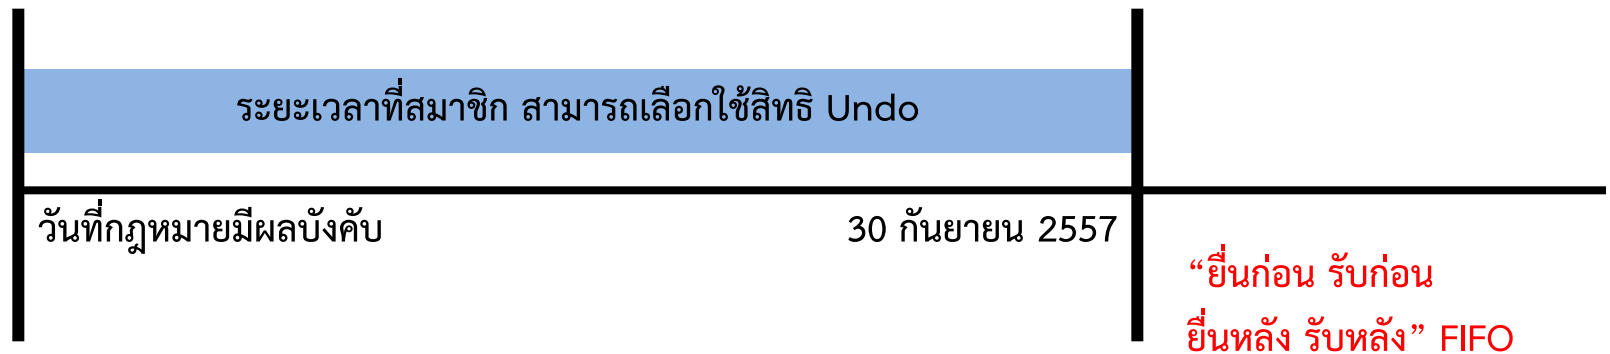 ระยะเวลาที่สมาชิก สามารถเลือกใช้สิทธิ Undo
วันที่กฎหมายมีผลบังคับ
30 กันยายน 2557
“ยื่นก่อน รับก่อน
ยื่นหลัง รับหลัง” FIFO